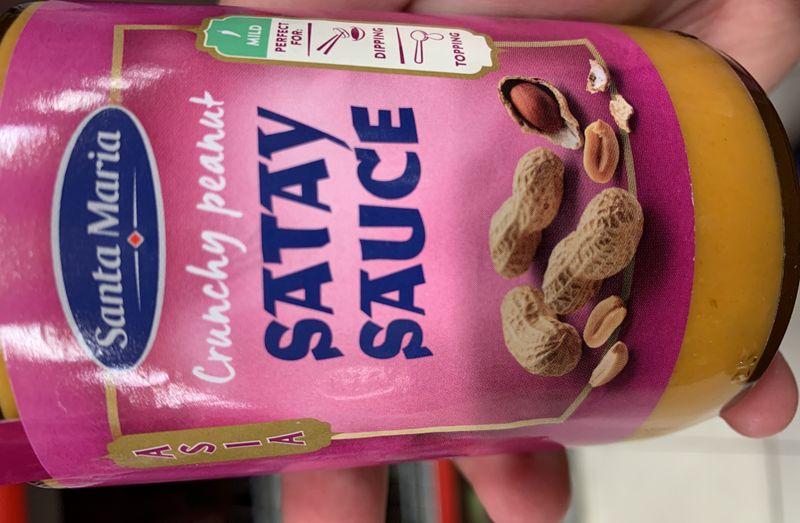 MILD
PERFECT
FOR:
DIPPING
TOPPING
Santa Maria
Crunchy peanut
SATAY
SAUCE
ASIA